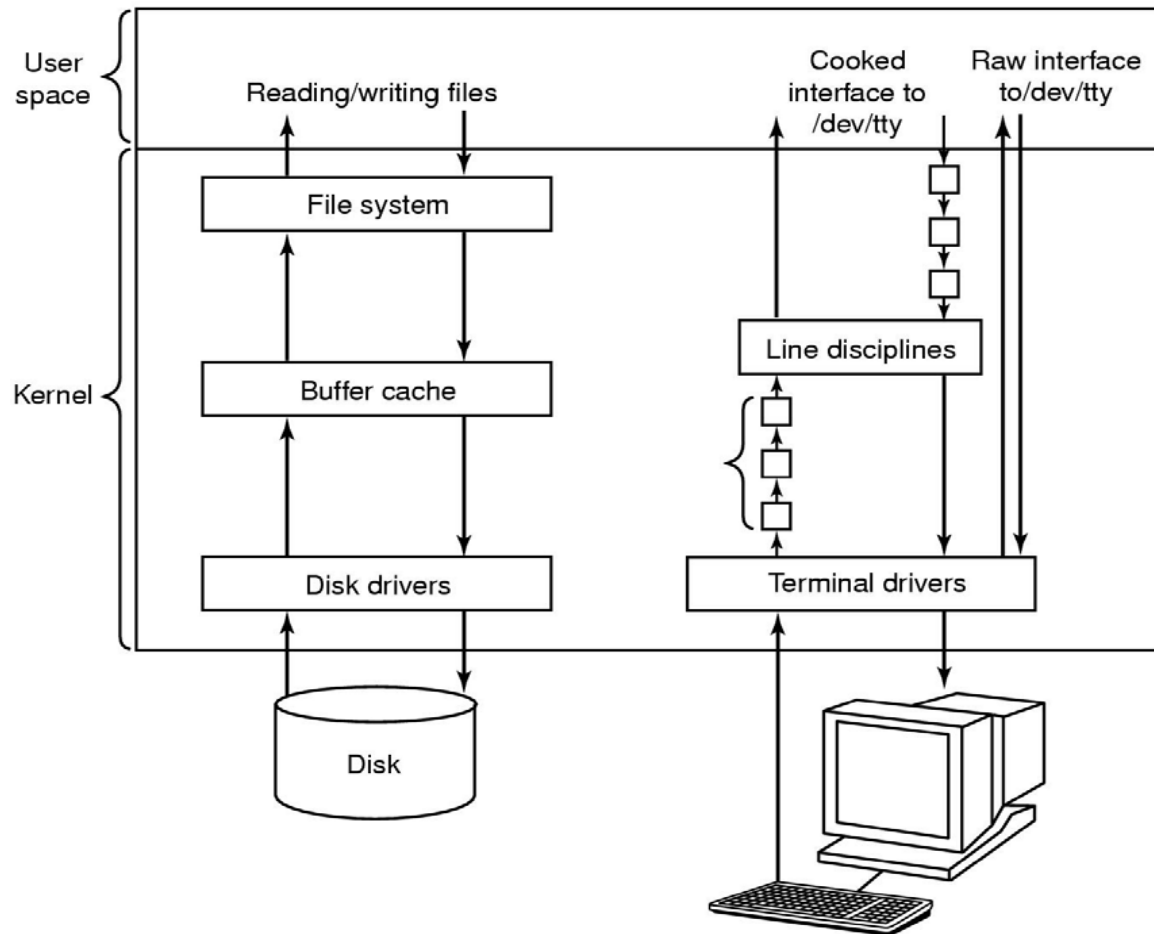 User
space
Reading/writing files
Cooked
interface to
/dev/tty
Raw interface
to/dev/tty
Kernel
File system
Buffer cache
Disk drivers
Line disciplines
Terminal drivers
Disk